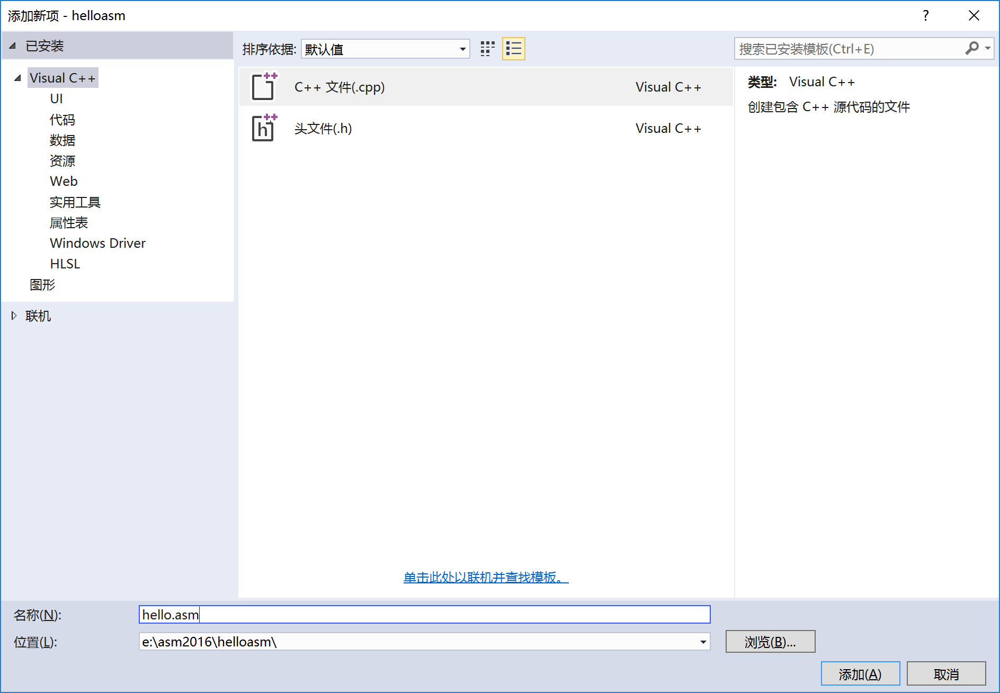 添加新项 - helloasm
?
已安装
排序依据: 默认值
搜索已安装模板(Ctrl+E)
Visual C++
UI
代码
数据
资源
Web
实用工具
属性表
Windows Driver
HLSL
图形
联机
C++ 文件(.cpp) Visual C++
头文件(.h) Visual C++
单击此处以联机并查找模板。
类型: Visual C++
创建包含 C++ 源代码的文件
名称(N): hello.asm
位置(L): e:\asm2016\helloasm\
浏览(B)...
添加(A) 取消